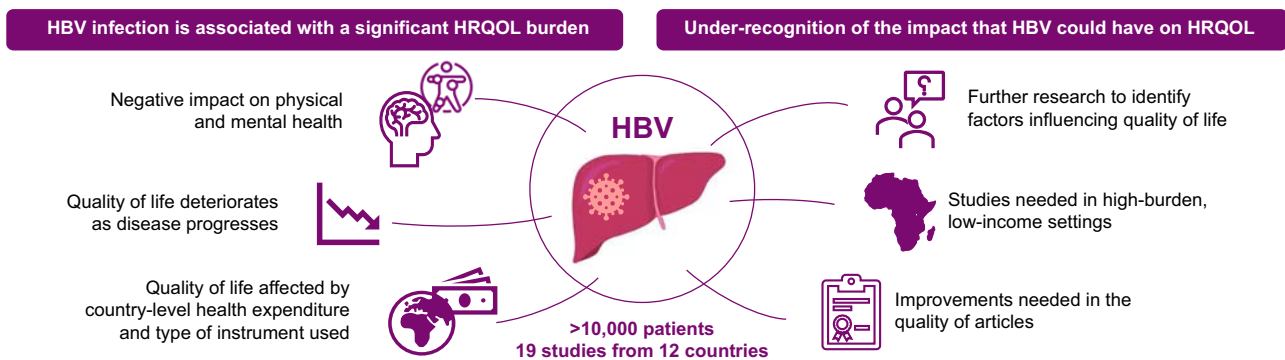 HBV infection is associated with a significant HRQOL burden
Negative impact on physical
and mental health
Quality of life deteriorates
as disease progresses
Quality of life affected by
country-level health expenditure
and type of instrument used
HBV
>10,000 patients
19 studies from 12 countries
Under-recognition of the impact that HBV could have on HRQOL
Further research to identify
factors influencing quality of life
Studies needed in high-burden,
low-income settings
Improvements needed in the
quality of articles